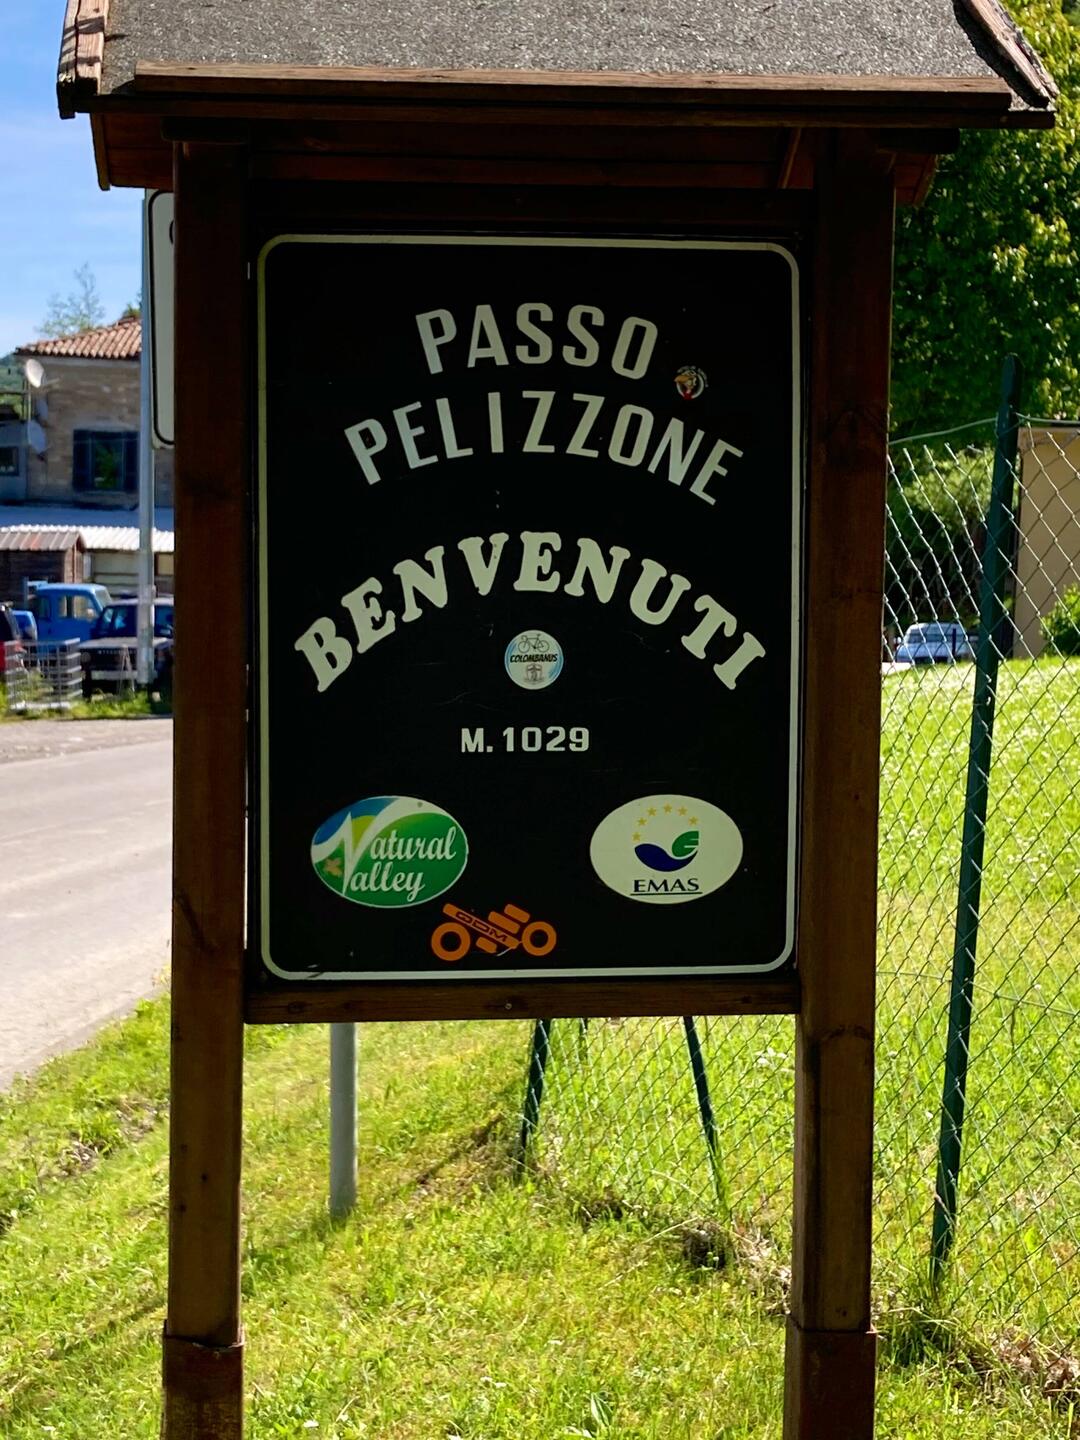 PASSO
PELIZZONE
BENVENUTI
COLOMBANUS
M. 1029
Natural
Valley
EMAS